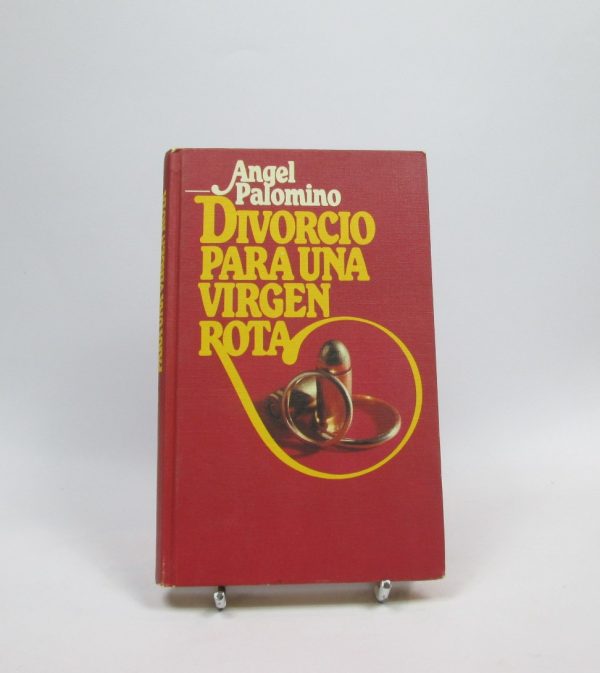 Angel
Palomino
DIVORCIO
PARA UNA
VIRGEN
ROTA